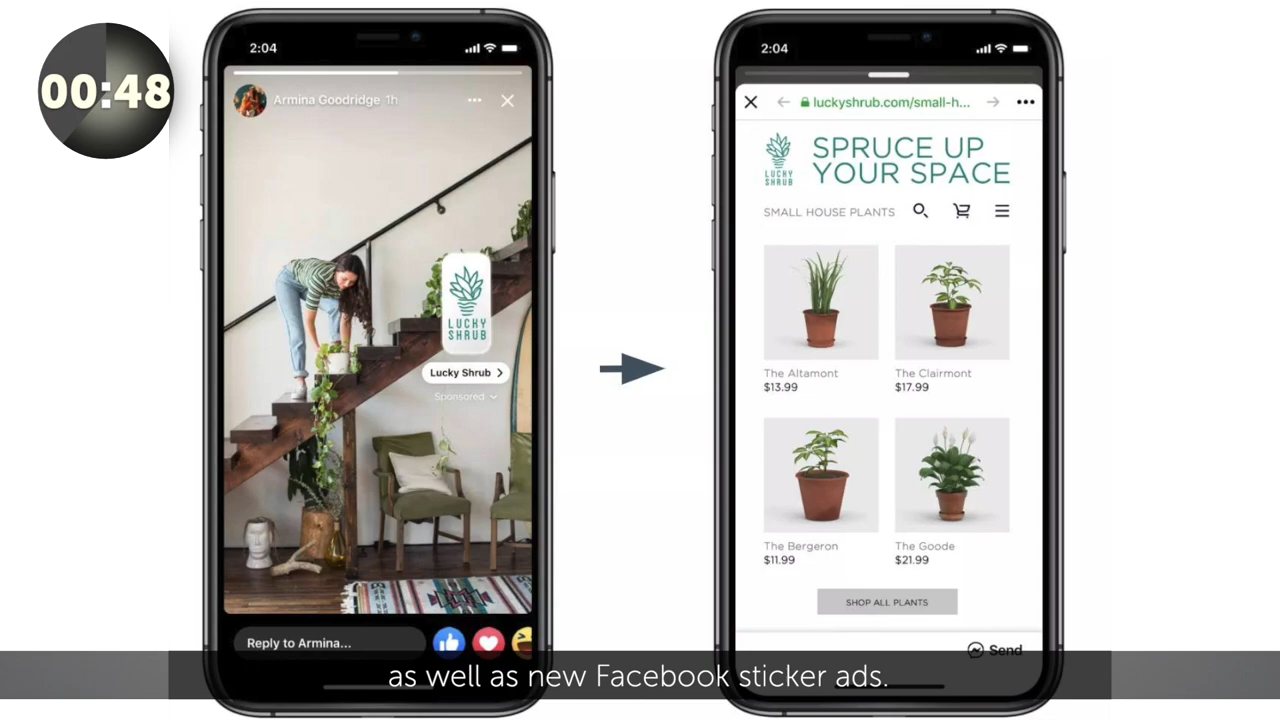 00:48
2:04
Armina Goodridge 1h
LUCKY
SHRUB
Lucky Shrub
Sponsored
Reply to Armina...
2:04
luckyshrub.com/small-h...
LUCKY
SHRUB
SPRUCE UP
YOUR SPACE
SMALL HOUSE PLANTS
The Altamont
$13.99
The Clairmont
$17.99
The Bergeron
$11.99
The Goode
$21.99
SHOP ALL PLANTS
Send
as well as new Facebook sticker ads.